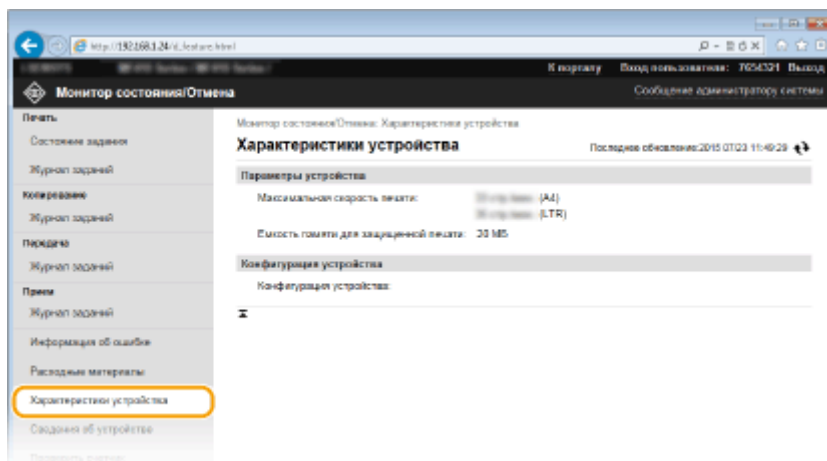 http://192.168.1.24/d_feature.html
К порталу Вход пользователя: 7654321 Выход
Монитор состояния/Отмена
Сообщение администратору системы
Печать
Состояние задания
Журнал заданий
Копирование
Журнал заданий
Передача
Журнал заданий
Прием
Журнал заданий
Информация об ошибке
Расходные материалы
Характеристики устройства
Сведения об устройстве
Монитор состояния/Отмена: Характеристики устройства
Характеристики устройства
Последнее обновление:2015 07/23 11:49:29
Параметры устройства
Максимальная скорость печати:
(A4)
(LTR)
Емкость памяти для защищенной печати: 20 МБ
Конфигурация устройства
Конфигурация устройства: